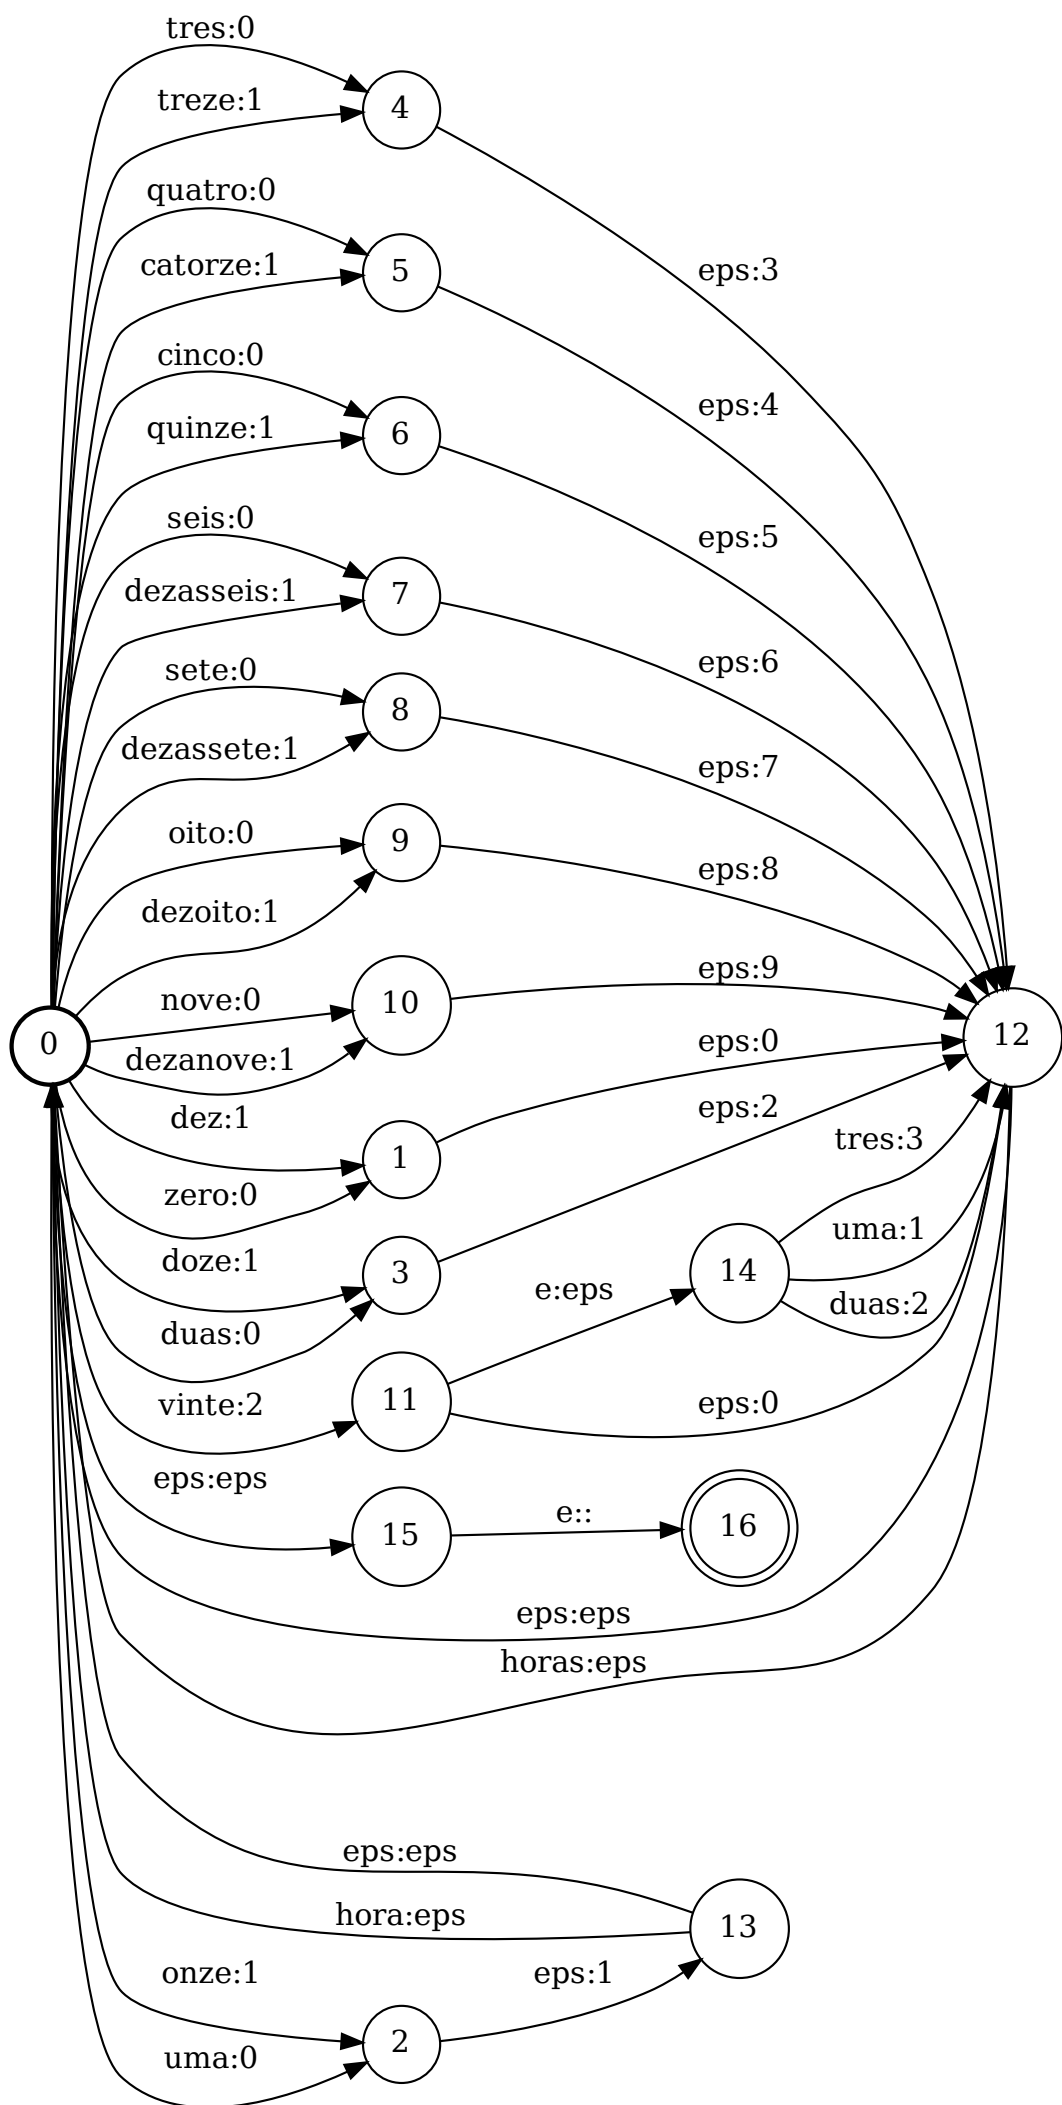 tres:0
treze:1
4
quatro:0
catorze:1
5
eps:3
cinco:0
quinze:1
6
eps:4
seis:0
dezasseis:1
7
eps:5
sete:0
dezassete:1
8
eps:6
oito:0
dezoito:1
9
eps:7
eps:8
nove:0
10
eps:9
0
dezanove:1
12
eps:0
dez:1
1
eps:2
zero:0
tres:3
doze:1
3
uma:1
14
e:eps
duas:0
duas:2
vinte:2
11
eps:0
eps:eps
15
e::
16
eps:eps
horas:eps
eps:eps
hora:eps
13
onze:1
eps:1
2
uma:0